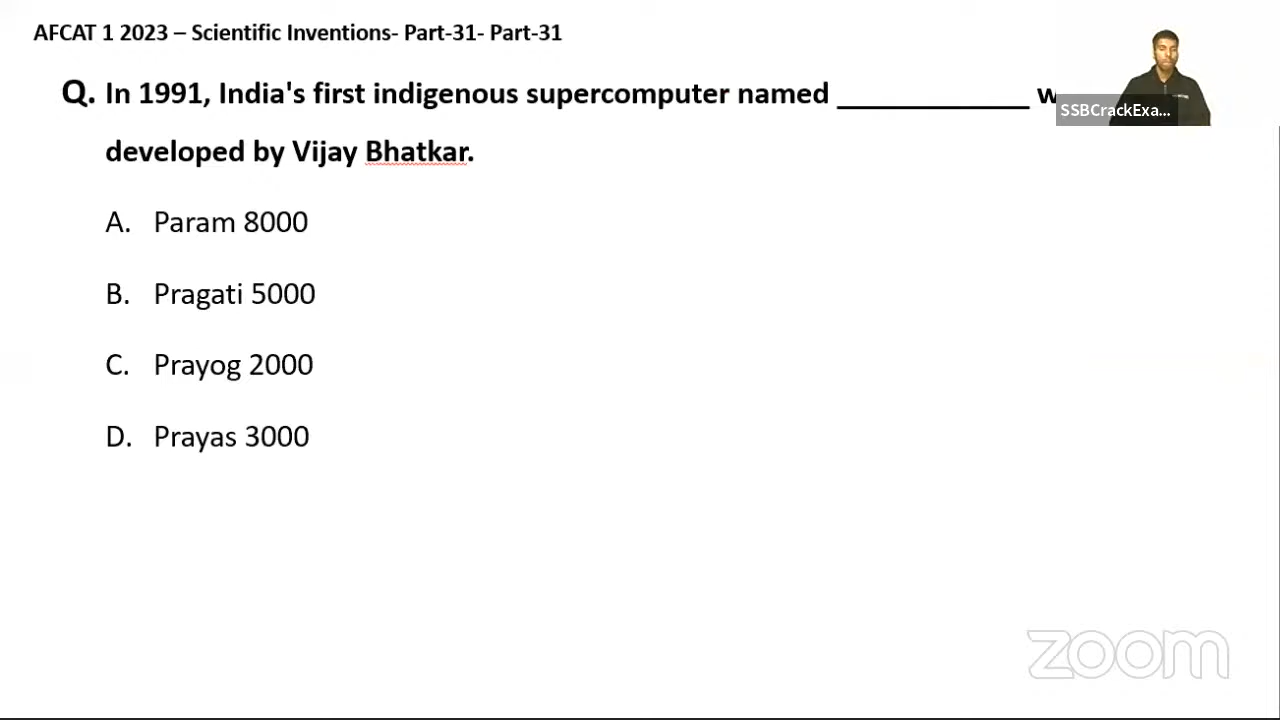 AFCAT 1 2023 – Scientific Inventions- Part-31- Part-31
Q. In 1991, India's first indigenous supercomputer named _____________
SSBCrackExa...
developed by Vijay Bhatkar.
A. Param 8000
B. Pragati 5000
C. Prayog 2000
D. Prayas 3000
zoom